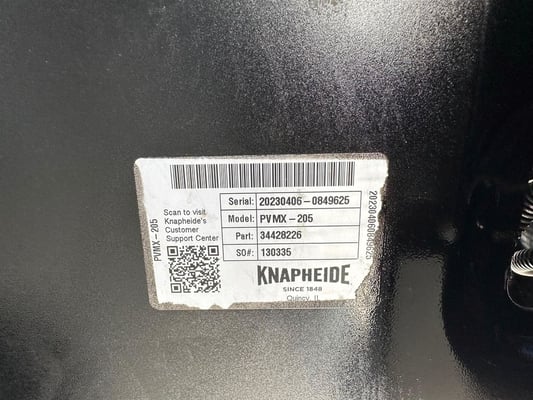 Scan to visit
Knapheide's
Customer
Support Center
PVMX-205
Serial: 20230406-0849625
Model: PVMX-205
Part: 34428226
SO#: 130335
KNAPHEIDE
SINCE 1848
Quincy, IL
202304060849625